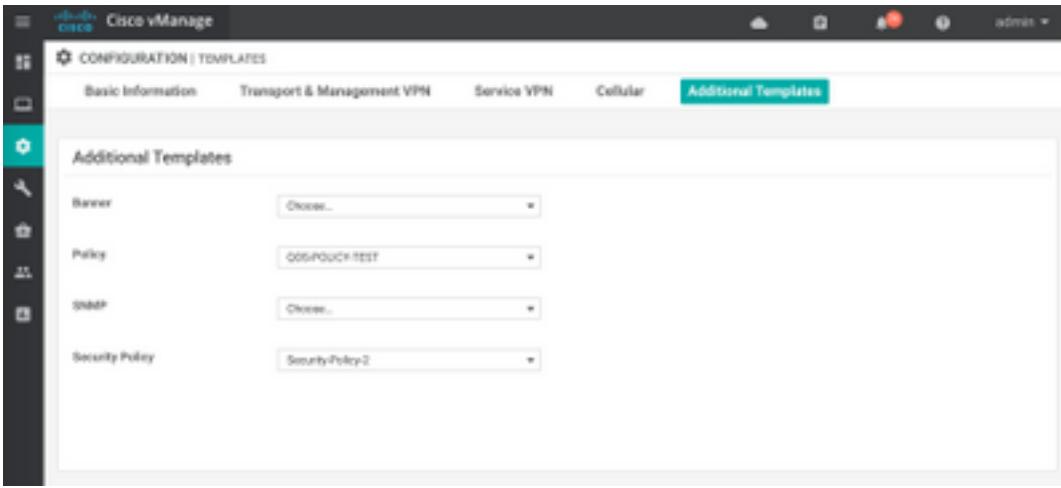 CISCO Cisco vManage admin
CONFIGURATION | TEMPLATES
Basic Information Transport & Management VPN Service VPN Cellular Additional Templates
Additional Templates
Banner Choose...
Policy QOS-POLICY-TEST
SNMP Choose...
Security Policy Security-Policy-2